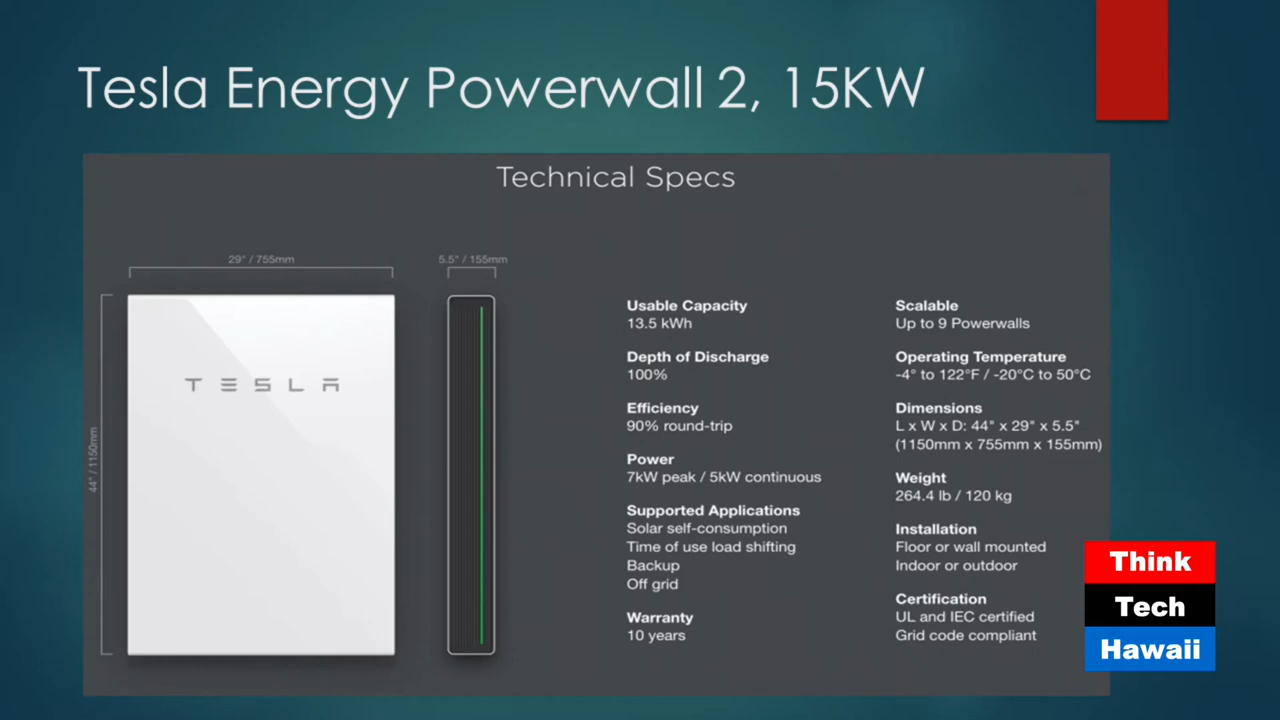 Tesla Energy Powerwall 2, 15KW
Technical Specs
29" / 755mm
5.5" / 155mm
44" / 1150mm
TESLA
Usable Capacity
13.5 kWh
Depth of Discharge
100%
Efficiency
90% round-trip
Power
7kW peak / 5kW continuous
Supported Applications
Solar self-consumption
Time of use load shifting
Backup
Off grid
Warranty
10 years
Scalable
Up to 9 Powerwalls
Operating Temperature
-4° to 122°F / -20°C to 50°C
Dimensions
L x W x D: 44" x 29" x 5.5"
(1150mm x 755mm x 155mm)
Weight
264.4 lb / 120 kg
Installation
Floor or wall mounted
Indoor or outdoor
Certification
UL and IEC certified
Grid code compliant
Think
Tech
Hawaii